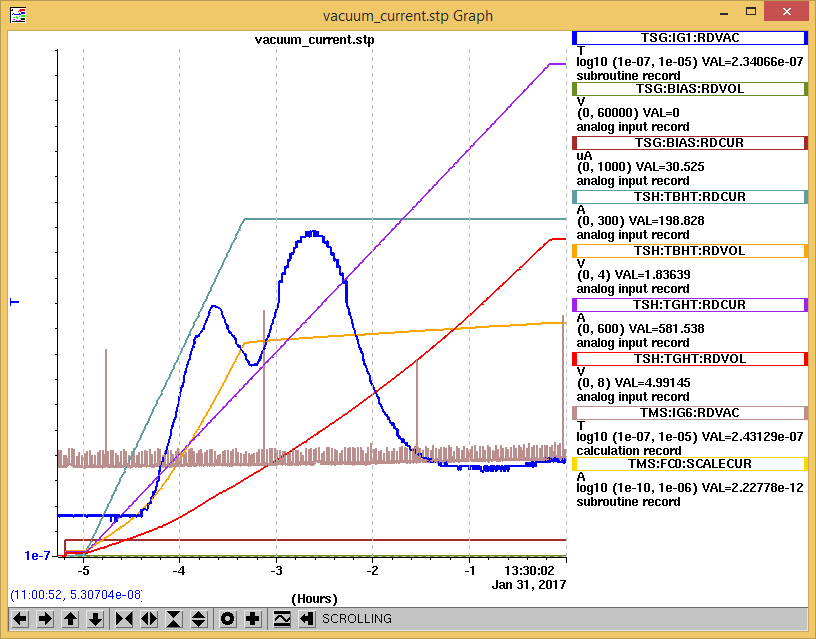 vacuum_current.stp Graph
vacuum_current.stp
T
1e-7
-5
-4
-3
-2
-1
13:30:02
Jan 31, 2017
(Hours)
(11:00:52, 5.30704e-08)
TSG:IG1:RDVAC
T
log10 (1e-07, 1e-05) VAL=2.34066e-07
subroutine record
TSG:BIAS:RDVOL
V
(0, 60000) VAL=0
analog input record
TSG:BIAS:RDCUR
uA
(0, 1000) VAL=30.525
analog input record
TSH:TBHT:RDCUR
A
(0, 300) VAL=198.828
analog input record
TSH:TBHT:RDVOL
V
(0, 4) VAL=1.83639
analog input record
TSH:TGHT:RDCUR
A
(0, 600) VAL=581.538
analog input record
TSH:TGHT:RDVOL
V
(0, 8) VAL=4.99145
analog input record
TMS:IG6:RDVAC
T
log10 (1e-07, 1e-05) VAL=2.43129e-07
calculation record
TMS:FC0:SCALECUR
A
log10 (1e-10, 1e-06) VAL=2.22778e-12
subroutine record
SCROLLING